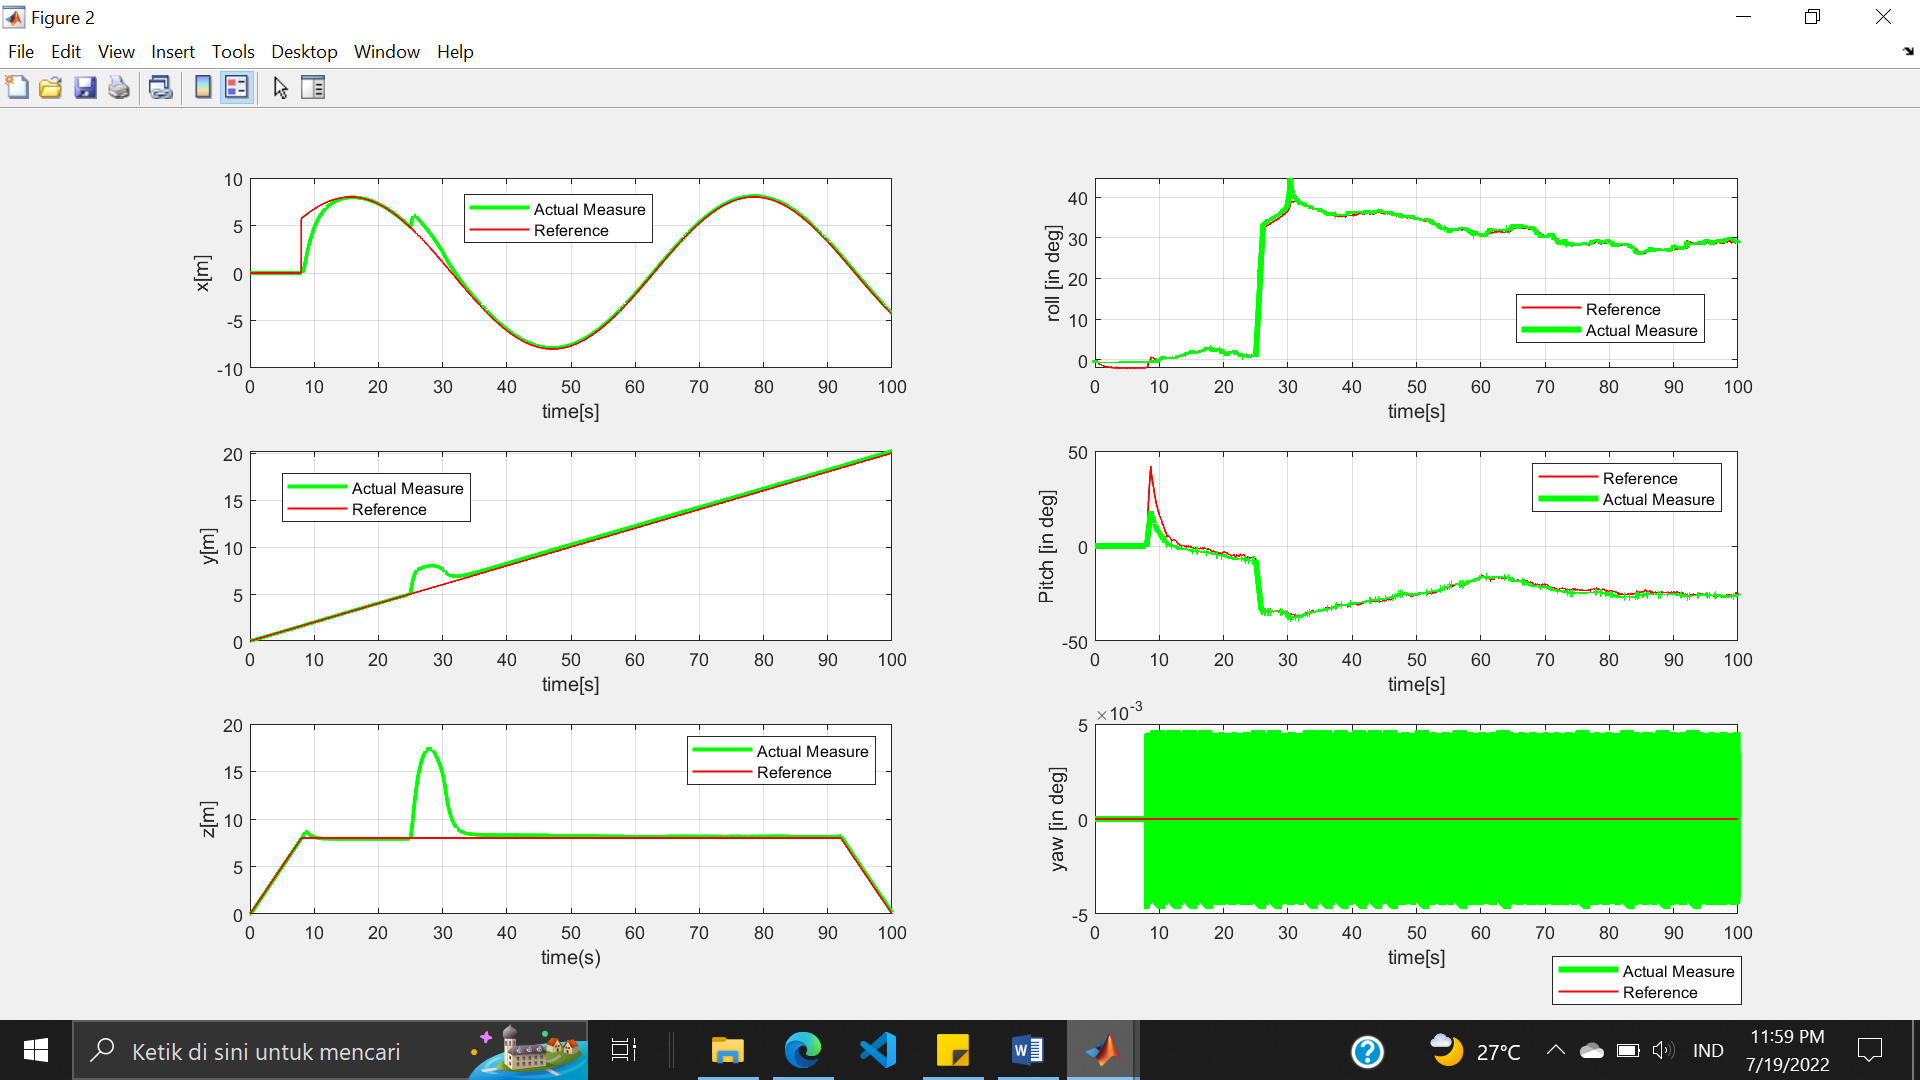 Figure 2
File Edit View Insert Tools Desktop Window Help
10
5
0
-5
-10
x[m]
Actual Measure
Reference
0 10 20 30 40 50 60 70 80 90 100
time[s]
40
30
20
10
0
roll [in deg]
Reference
Actual Measure
0 10 20 30 40 50 60 70 80 90 100
time[s]
20
15
10
5
0
y[m]
Actual Measure
Reference
0 10 20 30 40 50 60 70 80 90 100
time[s]
50
0
-50
Pitch [in deg]
Reference
Actual Measure
0 10 20 30 40 50 60 70 80 90 100
time[s]
20
15
10
5
0
z[m]
Actual Measure
Reference
0 10 20 30 40 50 60 70 80 90 100
time(s)
×10-3
5
0
-5
yaw [in deg]
0 10 20 30 40 50 60 70 80 90 100
time[s]
Actual Measure
Reference
Ketik di sini untuk mencari
27°C
IND
11:59 PM
7/19/2022